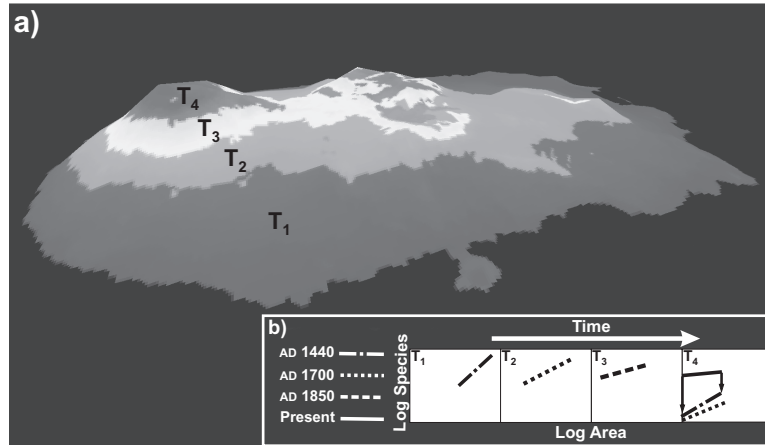 a)
T4
T3
T2
T1
b)
Time
AD 1440
AD 1700
AD 1850
Present
Log Species
T1
T2
T3
T4
Log Area